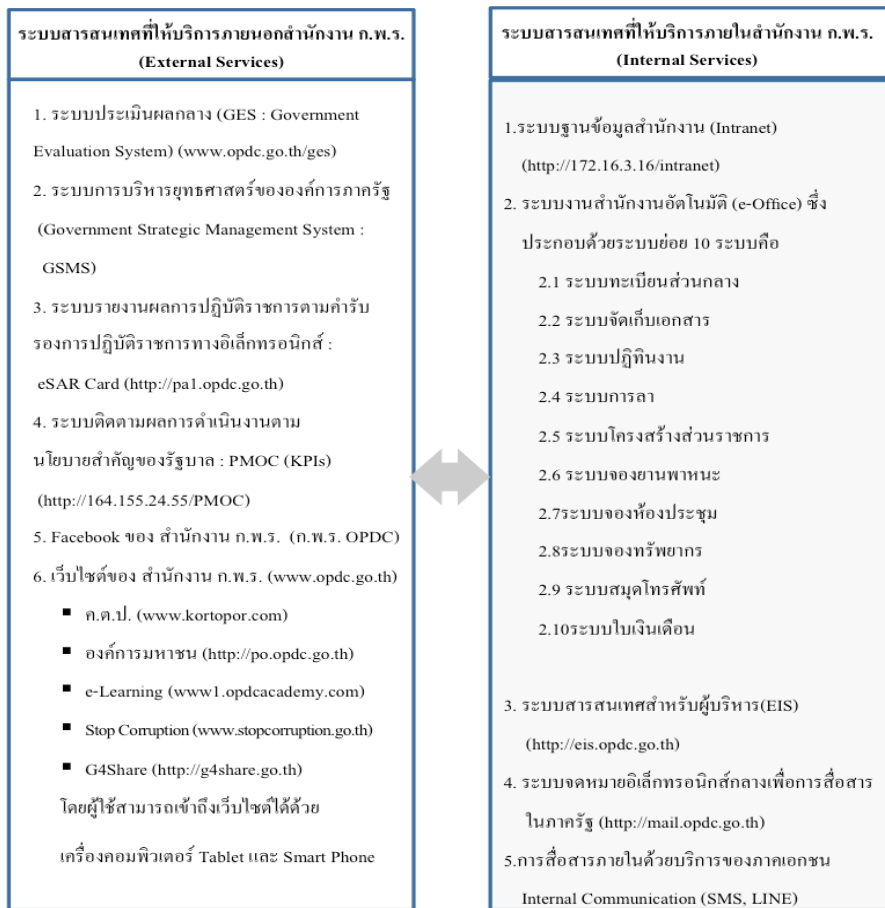 ระบบสารสนเทศที่ให้บริการภายนอกสำนักงาน ก.พ.ร.
(External Services)
1. ระบบประเมินผลกลาง (GES : Government
Evaluation System) (www.opdc.go.th/ges)
2. ระบบการบริหารยุทธศาสตร์ขององค์การภาครัฐ
(Government Strategic Management System :
GSMS)
3. ระบบรายงานผลการปฏิบัติราชการตามคำรับ
รองการปฏิบัติราชการทางอิเล็กทรอนิกส์ :
eSAR Card (http://pa1.opdc.go.th)
4. ระบบติดตามผลการดำเนินงานตาม
นโยบายสำคัญของรัฐบาล : PMOC (KPIs)
(http://164.155.24.55/PMOC)
5. Facebook ของ สำนักงาน ก.พ.ร. (ก.พ.ร. OPDC)
6. เว็บไซต์ของ สำนักงาน ก.พ.ร. (www.opdc.go.th)
▪ ค.ต.ป. (www.kortopor.com)
▪ องค์การมหาชน (http://po.opdc.go.th)
▪ e-Learning (www1.opdcacademy.com)
▪ Stop Corruption (www.stopcorruption.go.th)
▪ G4Share (http://g4share.go.th)
โดยผู้ใช้สามารถเข้าถึงเว็บไซต์ได้ด้วย
เครื่องคอมพิวเตอร์ Tablet และ Smart Phone
ระบบสารสนเทศที่ให้บริการภายในสำนักงาน ก.พ.ร.
(Internal Services)
1.ระบบฐานข้อมูลสำนักงาน (Intranet)
(http://172.16.3.16/intranet)
2. ระบบงานสำนักงานอัตโนมัติ (e-Office) ซึ่ง
ประกอบด้วยระบบย่อย 10 ระบบคือ
2.1 ระบบทะเบียนส่วนกลาง
2.2 ระบบจัดเก็บเอกสาร
2.3 ระบบปฏิทินงาน
2.4 ระบบการลา
2.5 ระบบโครงสร้างส่วนราชการ
2.6 ระบบจองยานพาหนะ
2.7ระบบจองห้องประชุม
2.8ระบบจองทรัพยากร
2.9 ระบบสมุดโทรศัพท์
2.10ระบบใบเงินเดือน
3. ระบบสารสนเทศสำหรับผู้บริหาร(EIS)
(http://eis.opdc.go.th)
4. ระบบจดหมายอิเล็กทรอนิกส์กลางเพื่อการสื่อสาร
ในภาครัฐ (http://mail.opdc.go.th)
5.การสื่อสารภายในด้วยบริการของภาคเอกชน
Internal Communication (SMS, LINE)